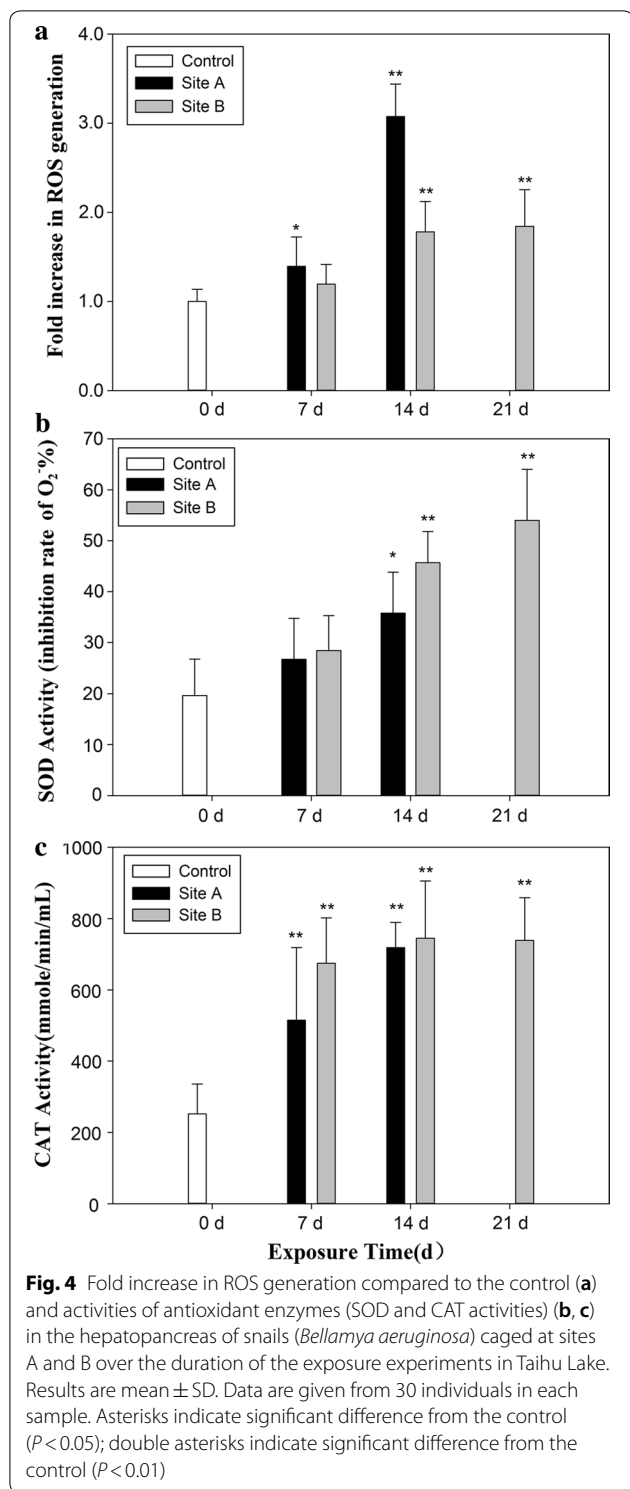 a
4.0
Control
Site A
Site B
**
3.0
Fold increase in ROS generation
2.0
**
**
*
1.0
0.0
0 d
7 d
14 d
21 d
b
70
Control
Site A
Site B
60
**
SOD Activity (inhibition rate of O₂⁻%)
50
**
40
*
30
20
10
0
0 d
7 d
14 d
21 d
c
1000
Control
Site A
Site B
**
**
**
**
**
800
CAT Activity(mmole/min/mL)
600
400
200
0
0 d
7 d
14 d
21 d
Exposure Time(d）
Fig. 4 Fold increase in ROS generation compared to the control (a)
and activities of antioxidant enzymes (SOD and CAT activities) (b, c)
in the hepatopancreas of snails (Bellamya aeruginosa) caged at sites
A and B over the duration of the exposure experiments in Taihu Lake.
Results are mean ± SD. Data are given from 30 individuals in each
sample. Asterisks indicate significant difference from the control
(P < 0.05); double asterisks indicate significant difference from the
control (P < 0.01)